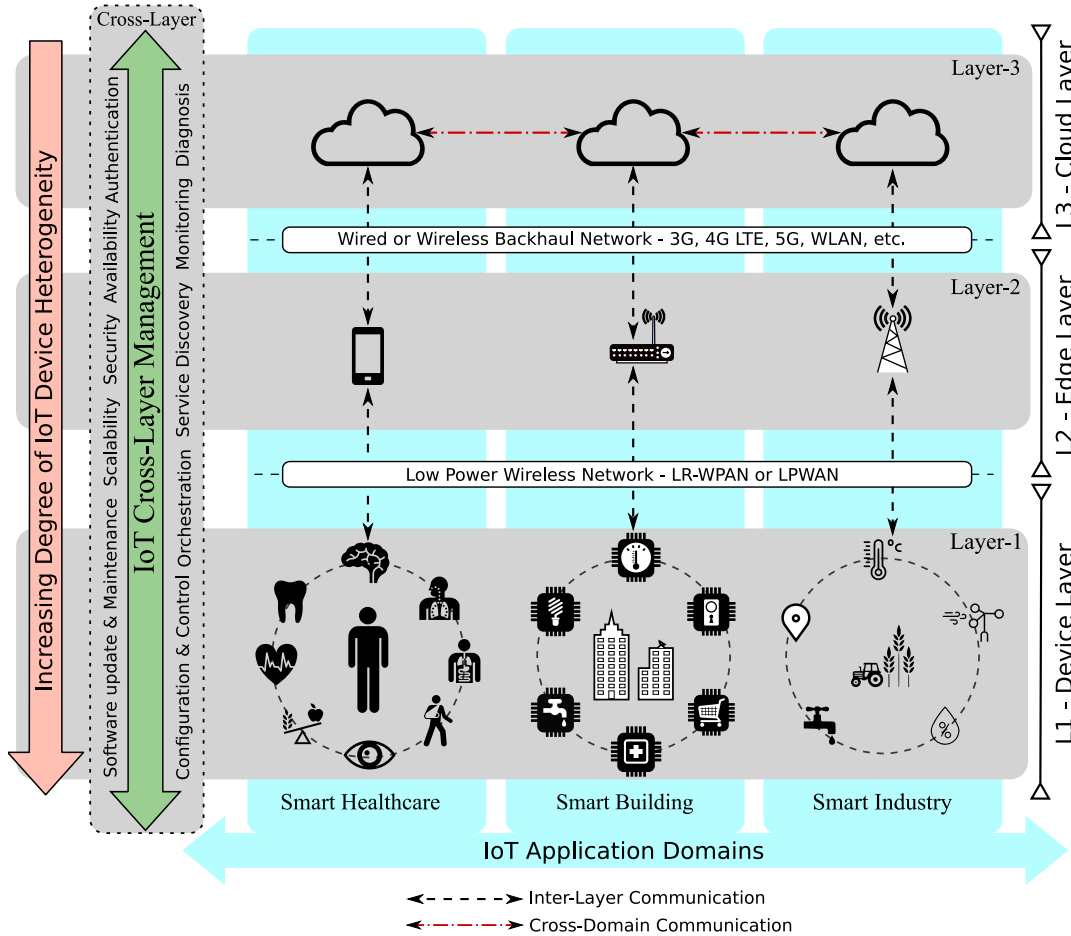 Cross-Layer
Increasing Degree of IoT Device Heterogeneity
Software update & Maintenance Scalability Security Availability Authentication
IoT Cross-Layer Management
Configuration & Control Orchestration Service Discovery Monitoring Diagnosis
Layer-3
L3 - Cloud Layer
Wired or Wireless Backhaul Network - 3G, 4G LTE, 5G, WLAN, etc.
Layer-2
L2 - Edge Layer
Low Power Wireless Network - LR-WPAN or LPWAN
Layer-1
L1 - Device Layer
°c
%
Smart Healthcare
Smart Building
Smart Industry
IoT Application Domains
Inter-Layer Communication
Cross-Domain Communication